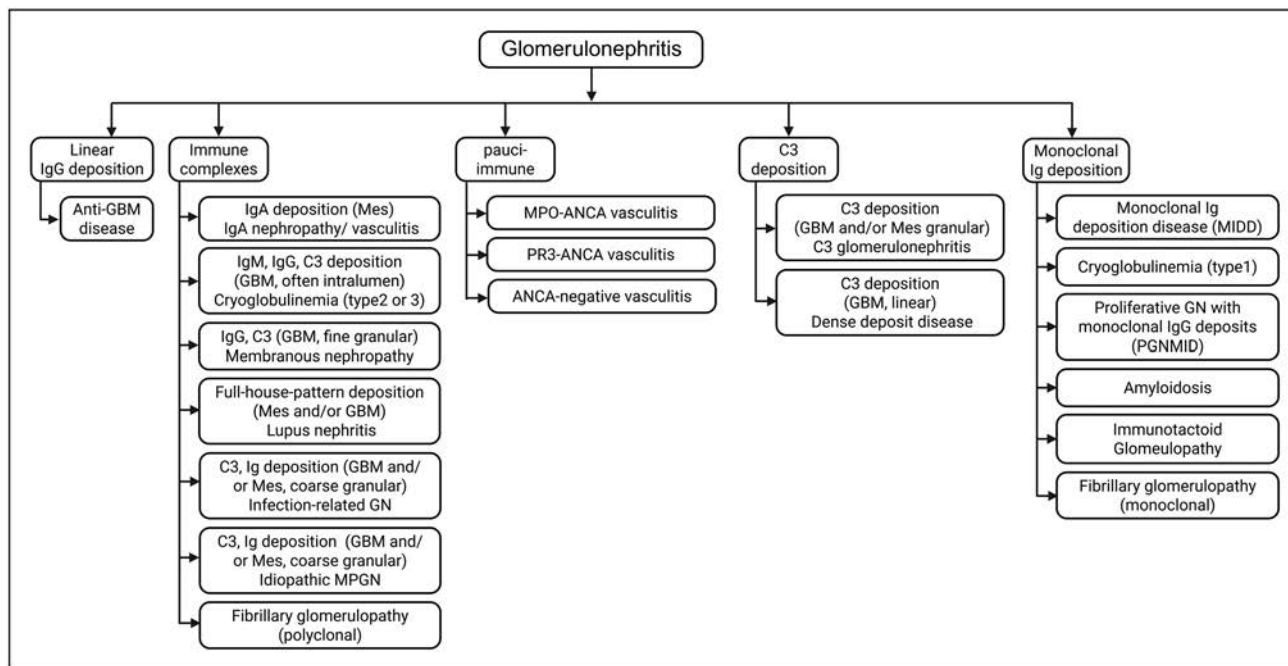 Glomerulonephritis
Linear
IgG deposition
Anti-GBM
disease
Immune
complexes
IgA deposition (Mes)
IgA nephropathy/ vasculitis
IgM, IgG, C3 deposition
(GBM, often intralumen)
Cryoglobulinemia (type2 or 3)
IgG, C3 (GBM, fine granular)
Membranous nephropathy
Full-house-pattern deposition
(Mes and/or GBM)
Lupus nephritis
C3, Ig deposition (GBM and/
or Mes, coarse granular)
Infection-related GN
C3, Ig deposition (GBM and/
or Mes, coarse granular)
Idiopathic MPGN
Fibrillary glomerulopathy
(polyclonal)
pauci-
immune
MPO-ANCA vasculitis
PR3-ANCA vasculitis
ANCA-negative vasculitis
C3
deposition
C3 deposition
(GBM and/or Mes granular)
C3 glomerulonephritis
C3 deposition
(GBM, linear)
Dense deposit disease
Monoclonal
Ig deposition
Monoclonal Ig
deposition disease (MIDD)
Cryoglobulinemia (type1)
Proliferative GN with
monoclonal IgG deposits
(PGNMID)
Amyloidosis
Immunotactoid
Glomeulopathy
Fibrillary glomerulopathy
(monoclonal)